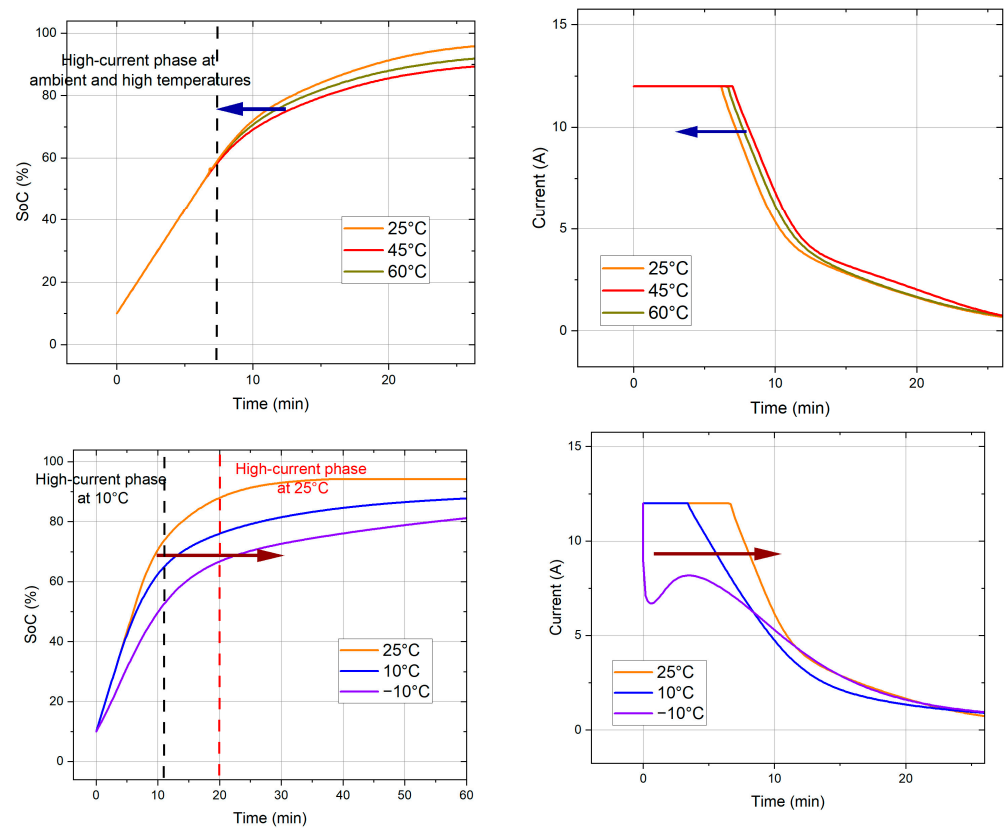 100
80
60
40
20
0
SoC (%)
High-current phase at
ambient and high temperatures
25°C
45°C
60°C
0
10
20
Time (min)
15
10
5
0
Current (A)
25°C
45°C
60°C
0
10
20
Time (min)
100
80
60
40
20
0
SoC (%)
High-current phase
at 10°C
High-current phase
at 25°C
25°C
10°C
−10°C
0
10
20
30
40
50
60
Time (min)
15
10
5
0
Current (A)
25°C
10°C
−10°C
0
10
20
Time (min)